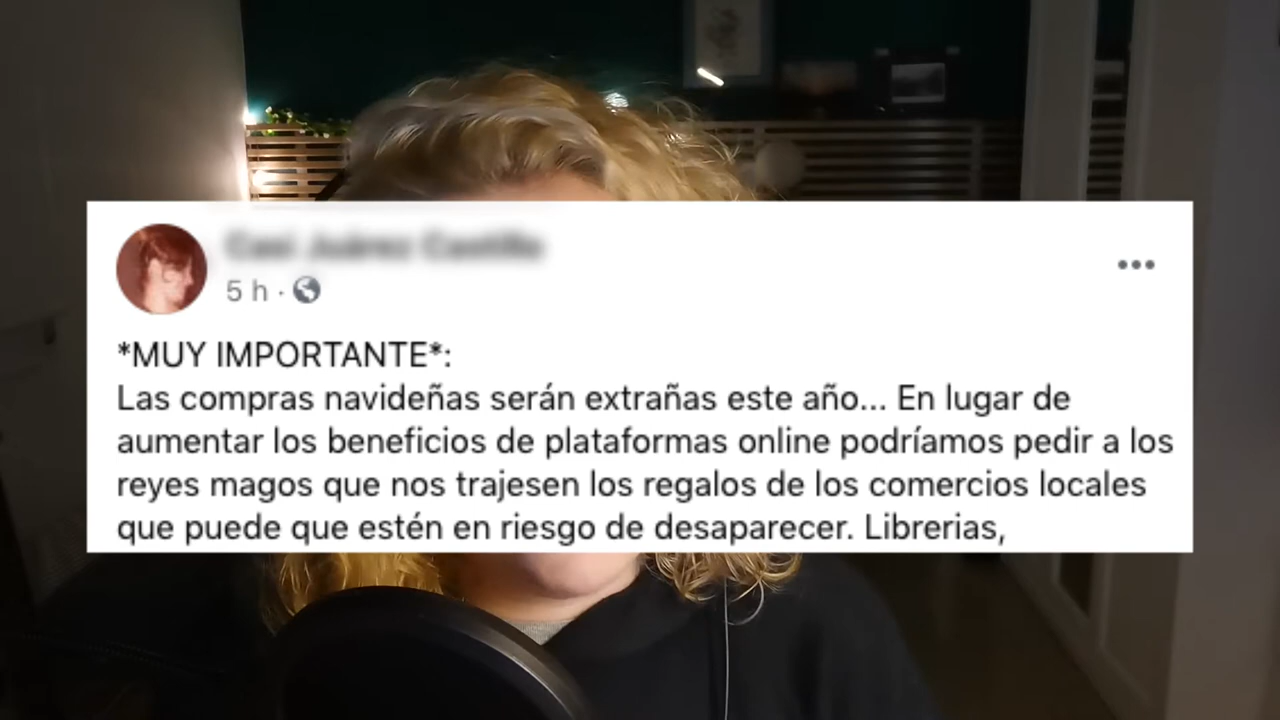 5 h ·
*MUY IMPORTANTE*:
Las compras navideñas serán extrañas este año... En lugar de
aumentar los beneficios de plataformas online podríamos pedir a los
reyes magos que nos trajesen los regalos de los comercios locales
que puede que estén en riesgo de desaparecer. Librerias,